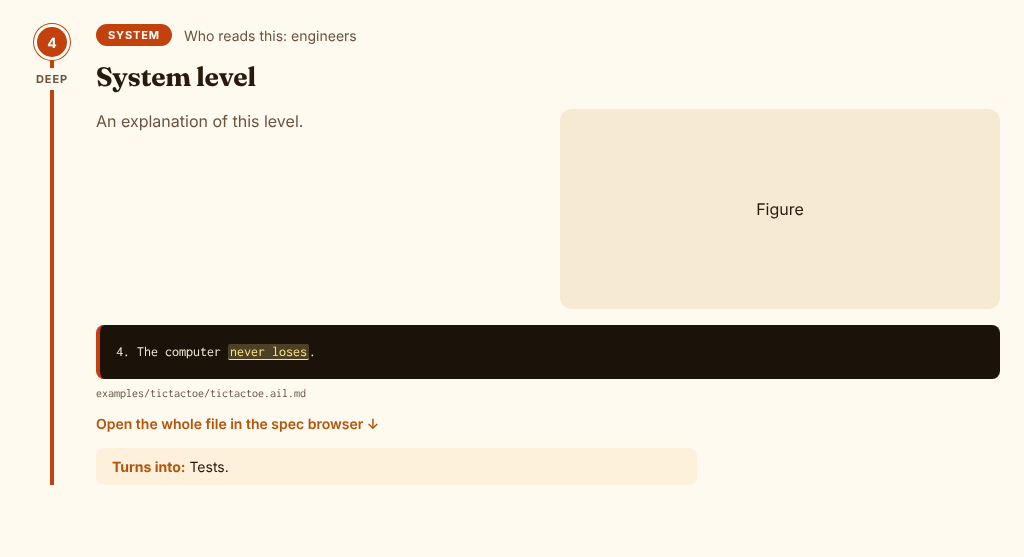 4
DEEP
SYSTEM Who reads this: engineers
System level
An explanation of this level.
Figure
4. The computer never loses.
examples/tictactoe/tictactoe.ail.md
Open the whole file in the spec browser ↓
Turns into: Tests.